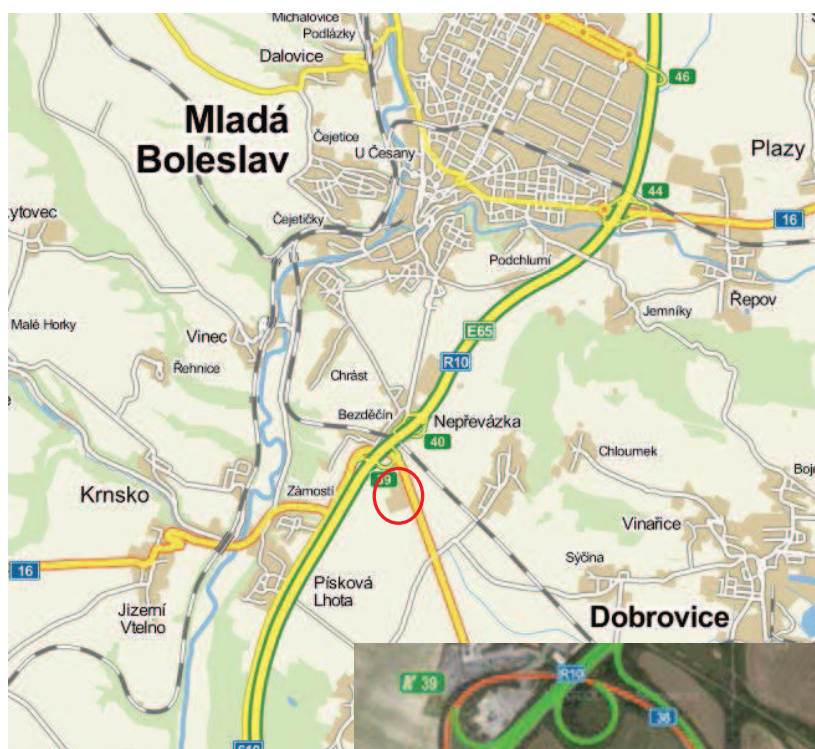 Michalovice
Podlázky
Dalovice
46
Mladá
Boleslav
Čejetice
U Česany
Plazy
44
Čejetičky
16
Podchlumí
Řepov
Jemníky
Malé Horky
Vinec
E65
R10
Řehnice
Chrást
Bezděčín
Nepřevázka
40
Chloumek
39
Krnsko
Zámostí
Vinařice
Sýčina
16
Písková
Lhota
Jizerní
Vtelno
Dobrovice
R10
39
38